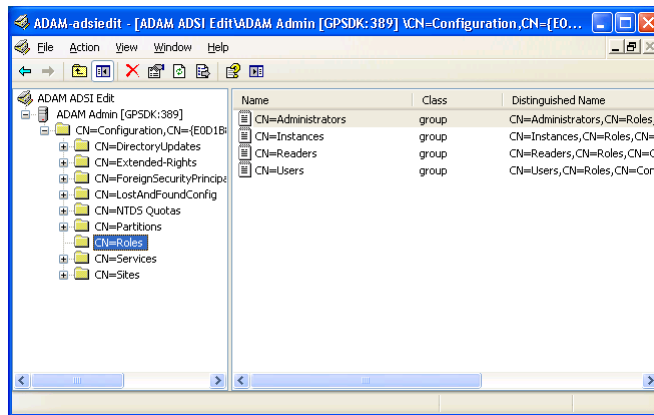 ADAM-adsiedit - [ADAM ADSI Edit\ADAM Admin [GPSDK:389] \CN=Configuration,CN={E0...
File Action View Window Help
ADAM ADSI Edit
ADAM Admin [GPSDK:389]
CN=Configuration,CN={E0D1B
CN=DirectoryUpdates
CN=Extended-Rights
CN=ForeignSecurityPrincipa
CN=LostAndFoundConfig
CN=NTDS Quotas
CN=Partitions
CN=Roles
CN=Services
CN=Sites
Name Class Distinguished Name
CN=Administrators group CN=Administrators,CN=Roles,
CN=Instances group CN=Instances,CN=Roles,CN=
CN=Readers group CN=Readers,CN=Roles,CN=C
CN=Users group CN=Users,CN=Roles,CN=Con